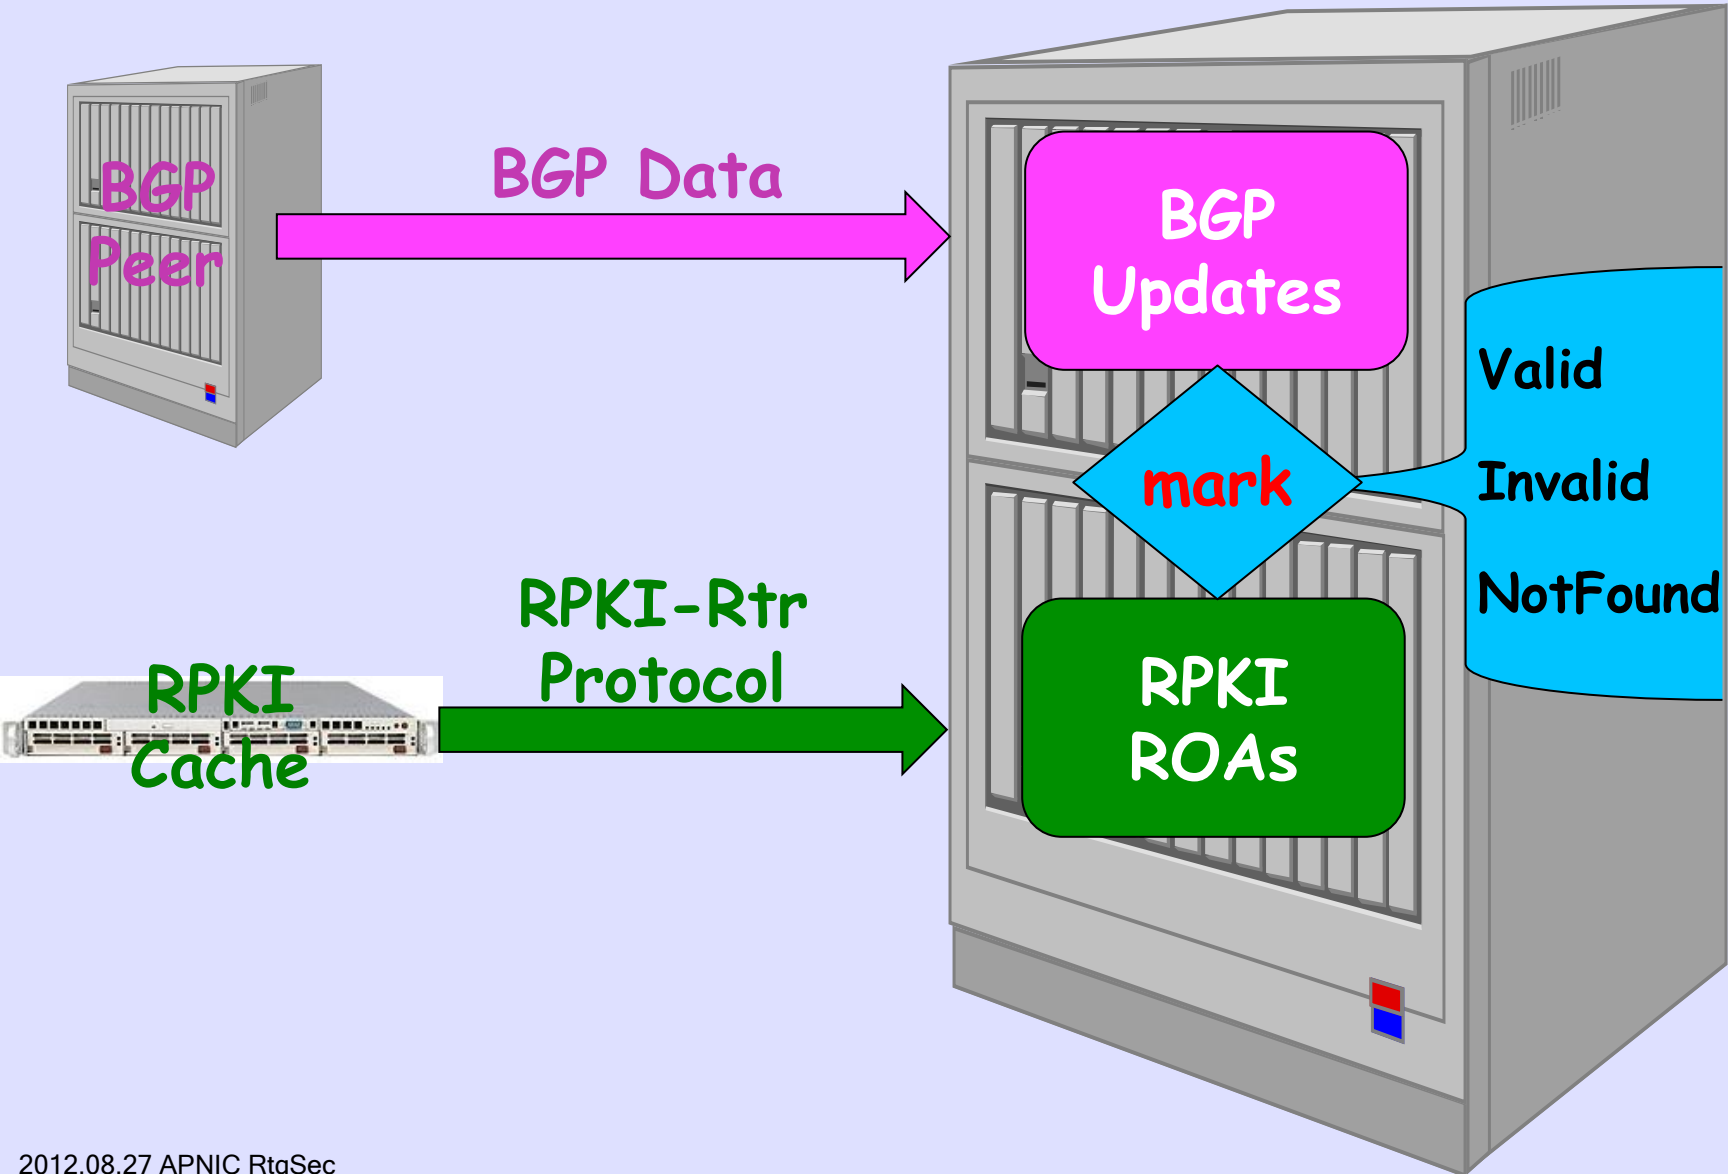 BGP
Peer
BGP Data
BGP
Updates
mark
Valid
Invalid
NotFound
RPKI
Cache
RPKI-Rtr
Protocol
RPKI
ROAs
2012.08.27 APNIC RtgSec